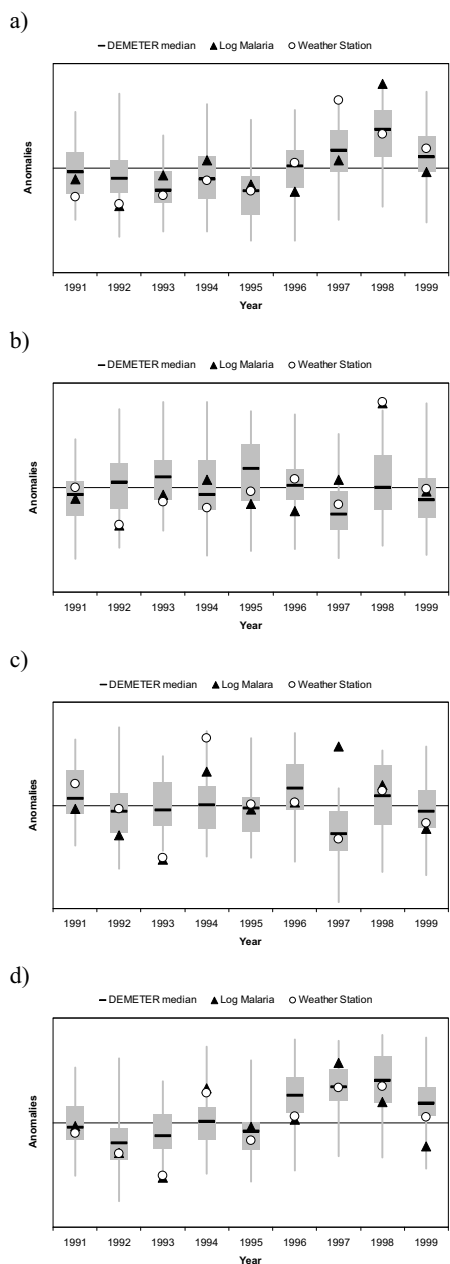 a)
DEMETER median Log Malaria Weather Station
Anomalies
1991 1992 1993 1994 1995 1996 1997 1998 1999
Year
b)
DEMETER median Log Malaria Weather Station
Anomalies
1991 1992 1993 1994 1995 1996 1997 1998 1999
Year
c)
DEMETER median Log Malara Weather Station
Anomalies
1991 1992 1993 1994 1995 1996 1997 1998 1999
Year
d)
DEMETER median Log Malaria Weather Station
Anomalies
1991 1992 1993 1994 1995 1996 1997 1998 1999
Year